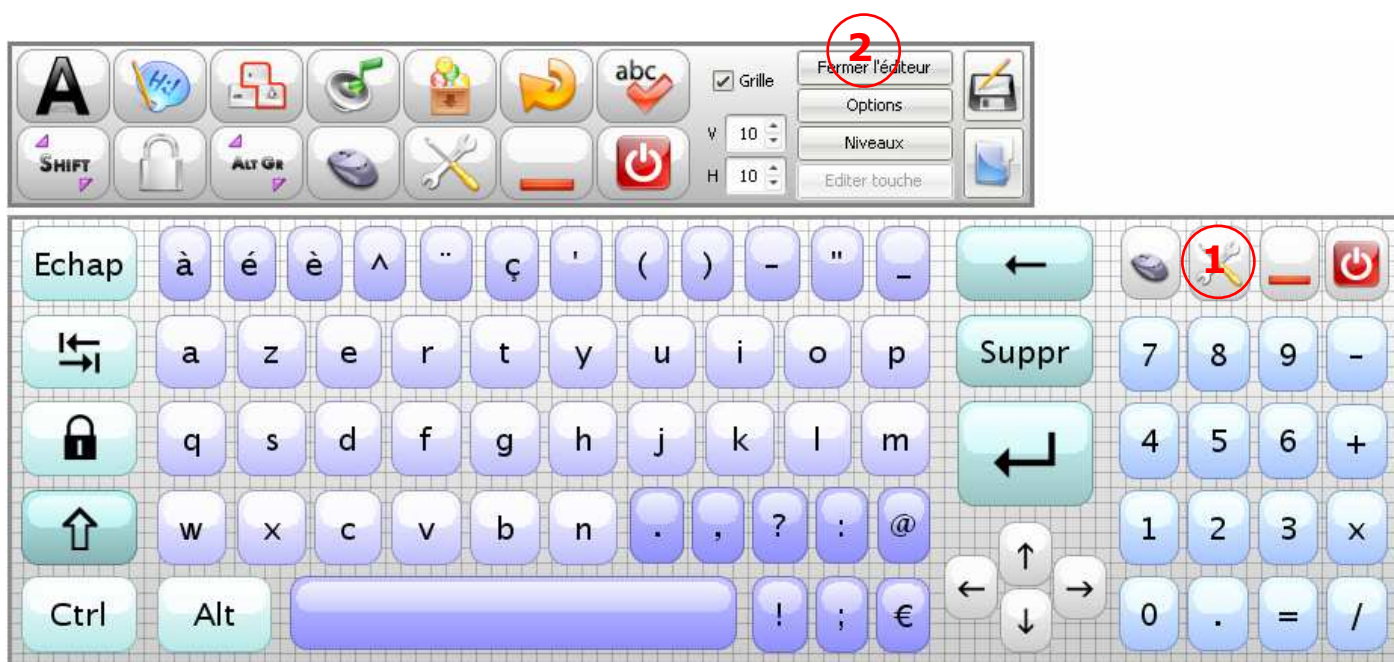 2
A Hi! abc Grille Fermer l'éditeur
Options
SHIFT ALT GR V 10 Niveaux
H 10 Editer touche
Echap à é è ^ ¨ ç ' ( ) - " _ ← 1
a z e r t y u i o p Suppr 7 8 9 -
q s d f g h j k l m 4 5 6 +
w x c v b n . , ? : @ ↑ 1 2 3 x
Ctrl Alt ! ; € ← ↓ → 0 . = /